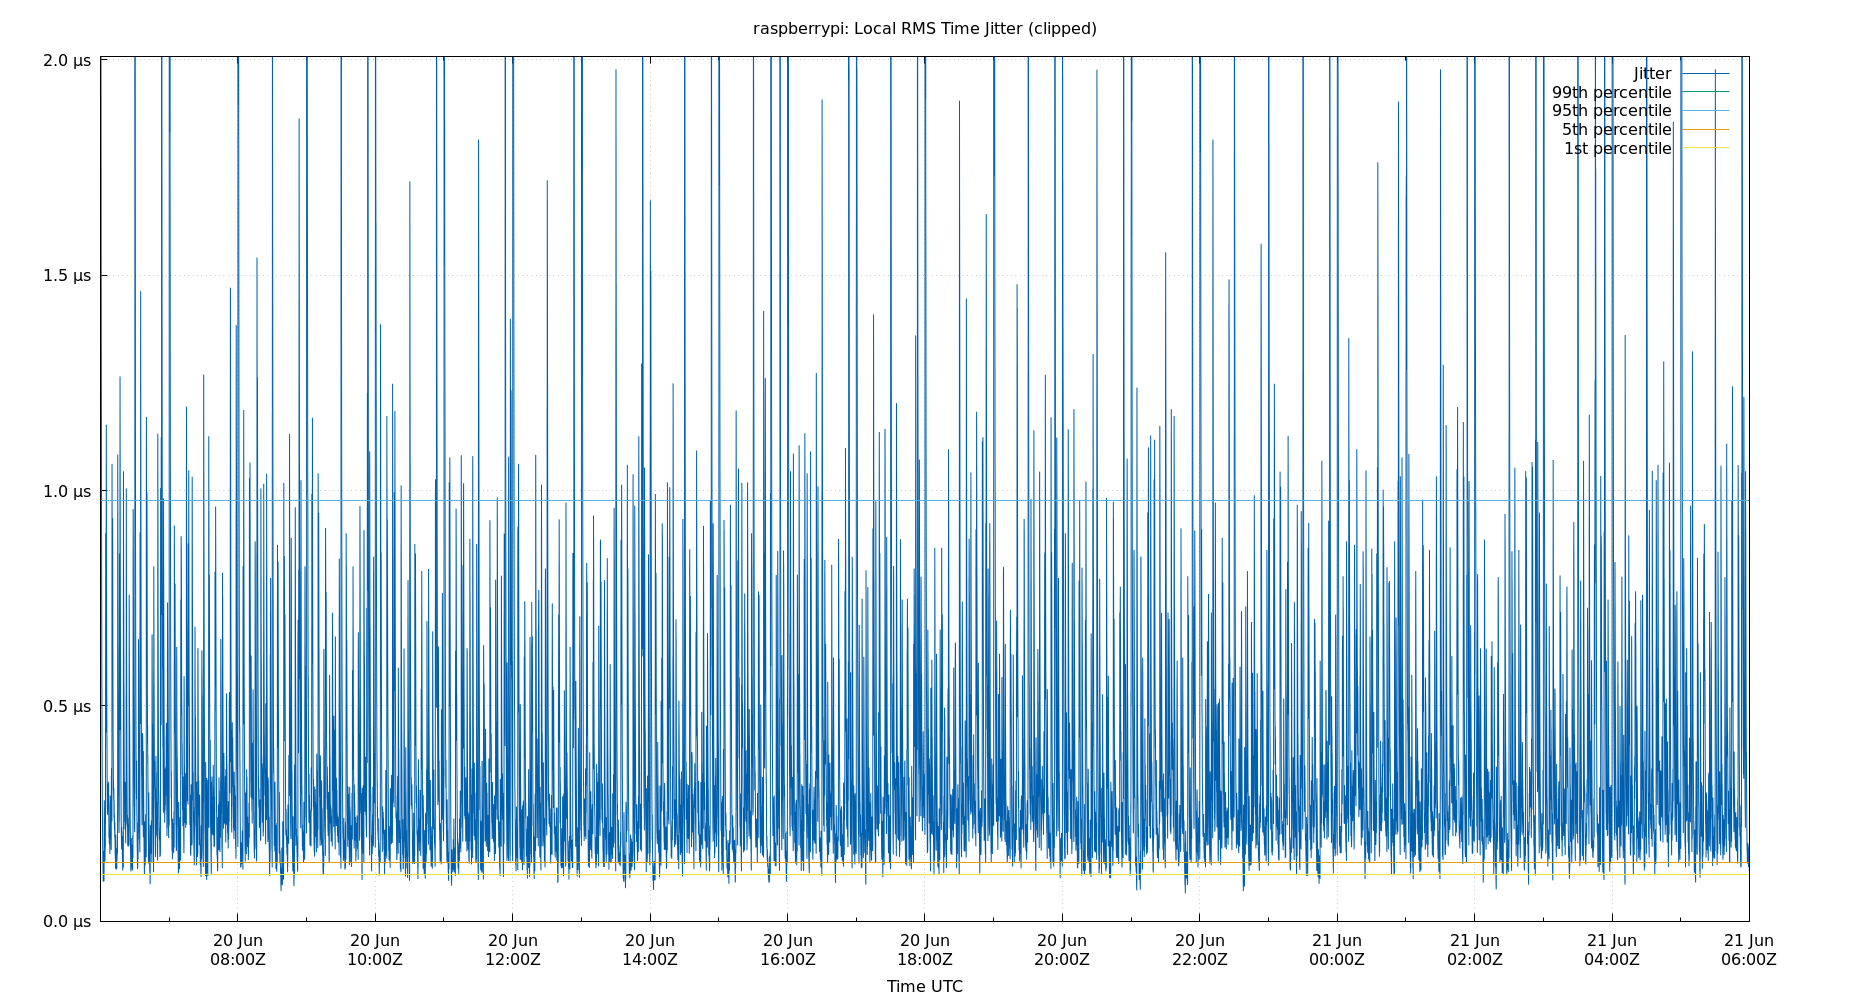 raspberrypi: Local RMS Time Jitter (clipped)
2.0 µs
1.5 µs
1.0 µs
0.5 µs
0.0 µs
Jitter
99th percentile
95th percentile
5th percentile
1st percentile
20 Jun 20 Jun 20 Jun 20 Jun 20 Jun 20 Jun 20 Jun 20 Jun 21 Jun 21 Jun 21 Jun 21 Jun
08:00Z 10:00Z 12:00Z 14:00Z 16:00Z 18:00Z 20:00Z 22:00Z 00:00Z 02:00Z 04:00Z 06:00Z
Time UTC